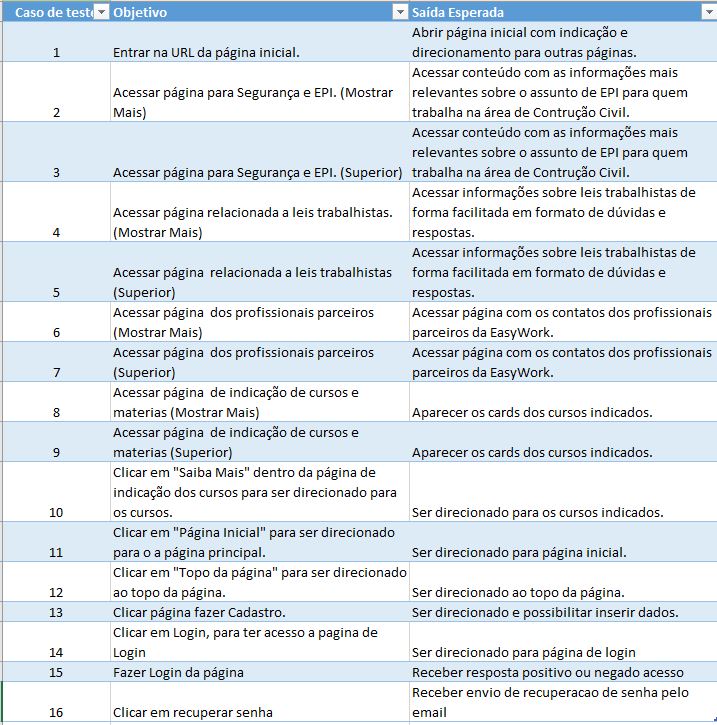 Caso de teste Objetivo Saída Esperada
Abrir página inicial com indicação e
1 Entrar na URL da página inicial. direcionamento para outras páginas.
Acessar conteúdo com as informações mais
Acessar página para Segurança e EPI. (Mostrar relevantes sobre o assunto de EPI para quem
2 Mais) trabalha na área de Contrução Civil.
Acessar conteúdo com as informações mais
relevantes sobre o assunto de EPI para quem
3 Acessar página para Segurança e EPI. (Superior) trabalha na área de Contrução Civil.
Acessar informações sobre leis trabalhistas de
Acessar página relacionada a leis trabalhistas. forma facilitada em formato de dúvidas e
4 (Mostrar Mais) respostas.
Acessar informações sobre leis trabalhistas de
Acessar página relacionada a leis trabalhistas forma facilitada em formato de dúvidas e
5 (Superior) respostas.
Acessar página dos profissionais parceiros Acessar página com os contatos dos profissionais
6 (Mostrar Mais) parceiros da EasyWork.
Acessar página dos profissionais parceiros Acessar página com os contatos dos profissionais
7 (Superior) parceiros da EasyWork.
Acessar página de indicação de cursos e
8 materias (Mostrar Mais) Aparecer os cards dos cursos indicados.
Acessar página de indicação de cursos e
9 materias (Superior) Aparecer os cards dos cursos indicados.
Clicar em "Saiba Mais" dentro da página de
indicação dos cursos para ser direcionado para
10 os cursos. Ser direcionado para os cursos indicados.
Clicar em "Página Inicial" para ser direcionado
11 para o a página principal. Ser direcionado para página inicial.
Clicar em "Topo da página" para ser direcionado
12 ao topo da página. Ser direcionado ao topo da página.
13 Clicar página fazer Cadastro. Ser direcionado e possibilitar inserir dados.
Clicar em Login, para ter acesso a pagina de
14 Login Ser direcionado para página de login
15 Fazer Login da página Receber resposta positivo ou negado acesso
Receber envio de recuperacao de senha pelo
16 Clicar em recuperar senha email